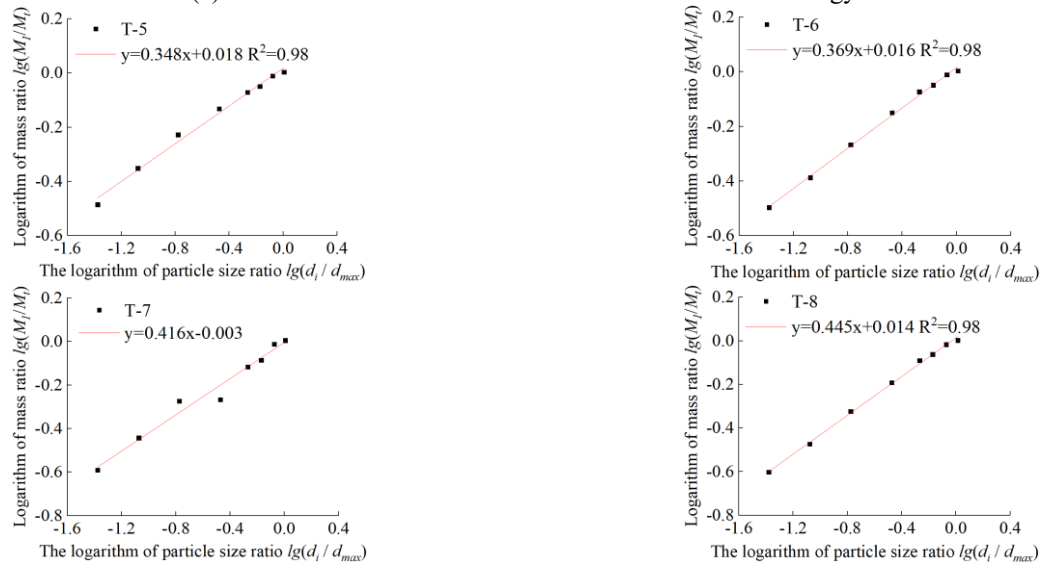 0.2
T-5
y=0.348x+0.018 R²=0.98
0.0
-0.2
-0.4
-0.6
-1.6 -1.2 -0.8 -0.4 0.0 0.4
Logarithm of mass ratio lg(M₁/Mₜ)
The logarithm of particle size ratio lg(dᵢ / dₘₐₓ)
0.2
T-6
y=0.369x+0.016 R²=0.98
0.0
-0.2
-0.4
-0.6
-1.6 -1.2 -0.8 -0.4 0.0 0.4
Logarithm of mass ratio lg(M₁/Mₜ)
The logarithm of particle size ratio lg(dᵢ / dₘₐₓ)
0.2
T-7
y=0.416x-0.003
0.0
-0.2
-0.4
-0.6
-0.8
-1.6 -1.2 -0.8 -0.4 0.0 0.4
Logarithm of mass ratio lg(M₁/Mₜ)
The logarithm of particle size ratio lg(dᵢ / dₘₐₓ)
0.2
T-8
y=0.445x+0.014 R²=0.98
0.0
-0.2
-0.4
-0.6
-0.8
-1.6 -1.2 -0.8 -0.4 0.0 0.4
Logarithm of mass ratio lg(M₁/Mₜ)
The logarithm of particle size ratio lg(dᵢ / dₘₐₓ)